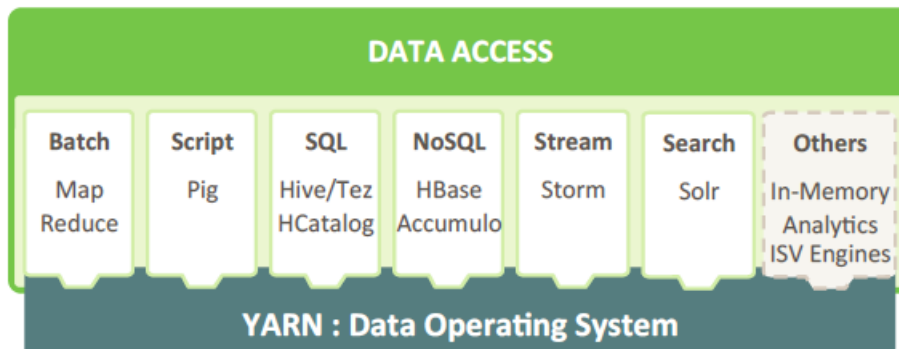 DATA ACCESS
Batch
Map
Reduce
Script
Pig
SQL
Hive/Tez
HCatalog
NoSQL
HBase
Accumulo
Stream
Storm
Search
Solr
Others
In-Memory
Analytics
ISV Engines
YARN : Data Operating System